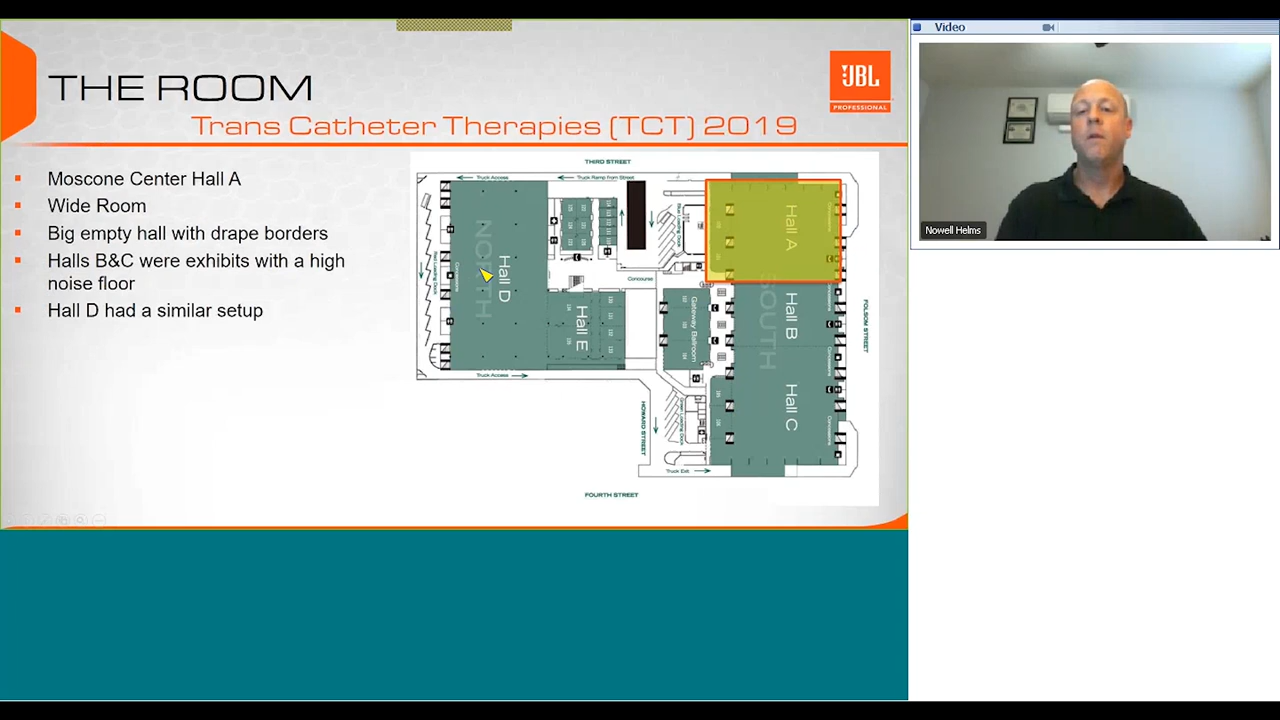 THE ROOM
Trans Catheter Therapies (TCT) 2019
JBL
PROFESSIONAL
Moscone Center Hall A
Wide Room
Big empty hall with drape borders
Halls B&C were exhibits with a high
noise floor
Hall D had a similar setup
THIRD STREET
Truck Access
Truck Ramp from Street
NORTH
Hall D
Hall E
Concourse
Gateway Ballroom
Hall A
SOUTH
Hall B
Hall C
FOLSOM STREET
Truck Access
HOWARD STREET
Truck Exit
FOURTH STREET
Video
Nowell Helms